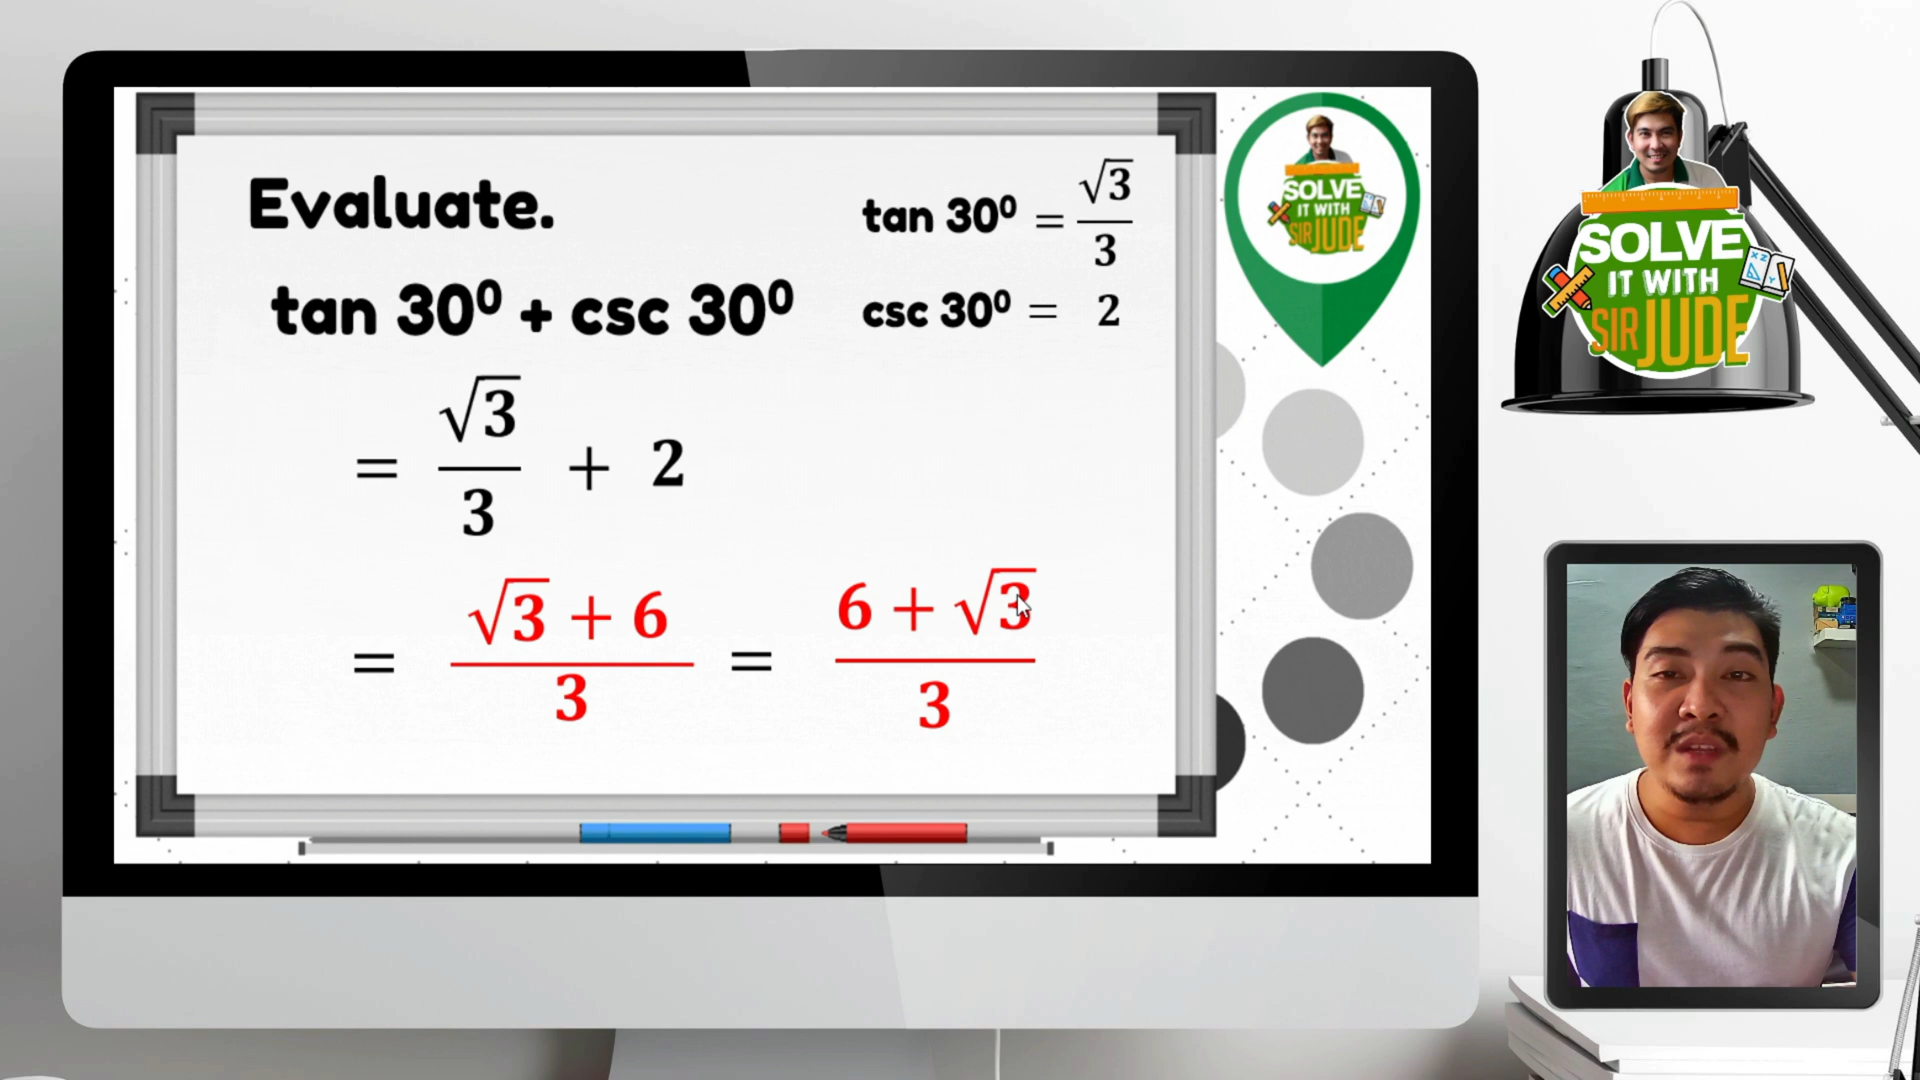 Evaluate.
tan 30⁰ + csc 30⁰
tan 30⁰ = √3/3
csc 30⁰ = 2
= √3/3 + 2
= (√3 + 6)/3 = (6 + √3)/3
SOLVE
IT WITH
SIR JUDE
SOLVE
IT WITH
SIR JUDE